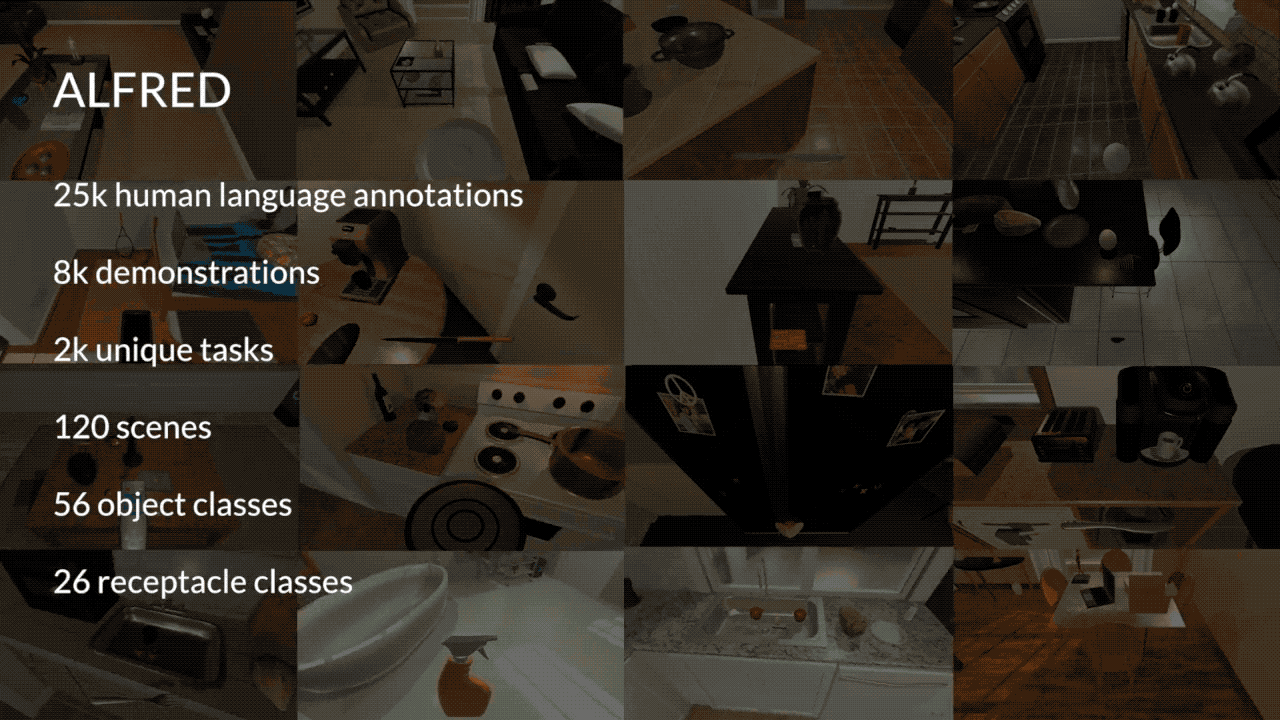 ALFRED
25k human language annotations
8k demonstrations
2k unique tasks
120 scenes
56 object classes
26 receptacle classes